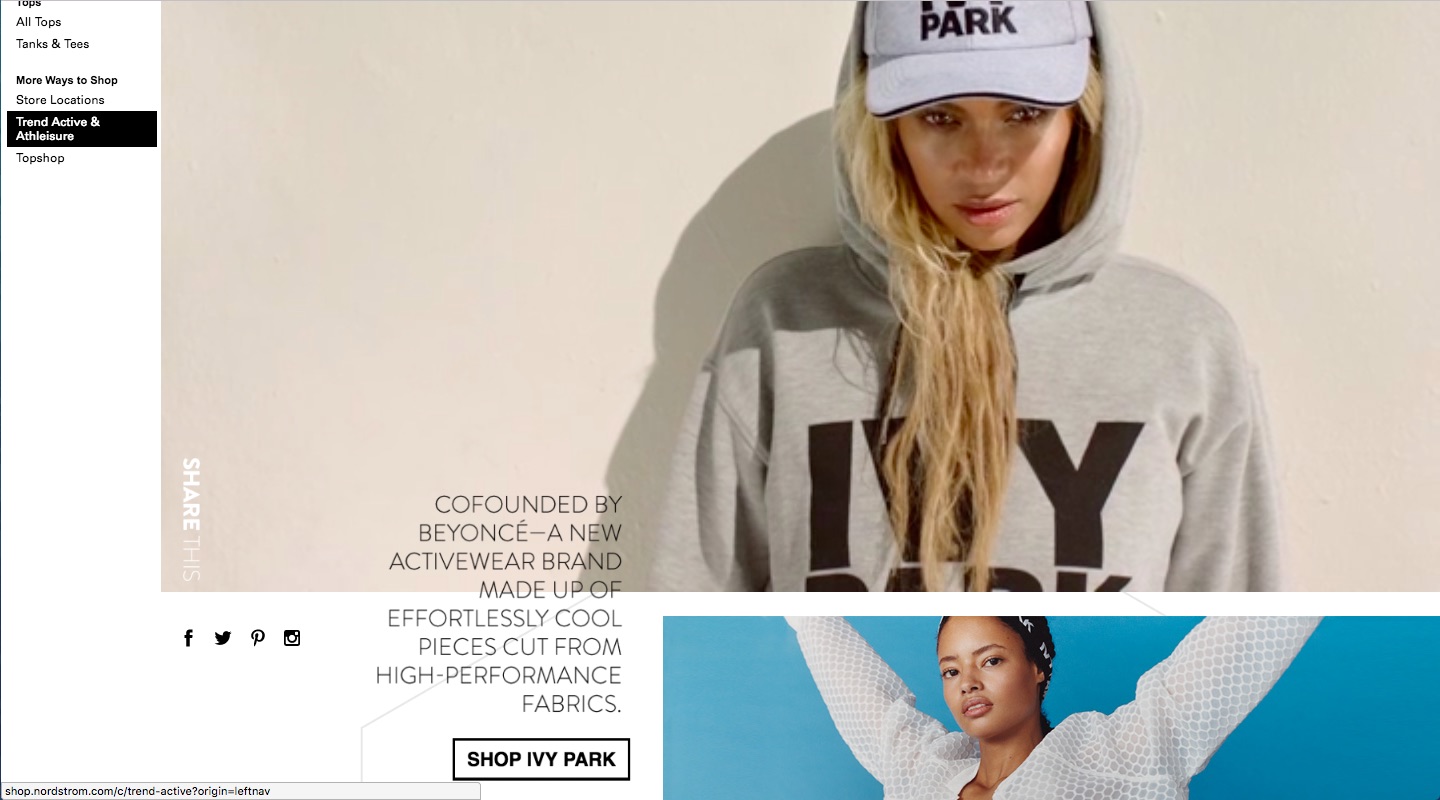 Tops
All Tops
Tanks & Tees
More Ways to Shop
Store Locations
Trend Active &
Athleisure
Topshop
PARK
IVY
PARK
SHARE THIS
COFOUNDED BY
BEYONCÉ—A NEW
ACTIVEWEAR BRAND
MADE UP OF
EFFORTLESSLY COOL
PIECES CUT FROM
HIGH-PERFORMANCE
FABRICS.
SHOP IVY PARK
shop.nordstrom.com/c/trend-active?origin=leftnav